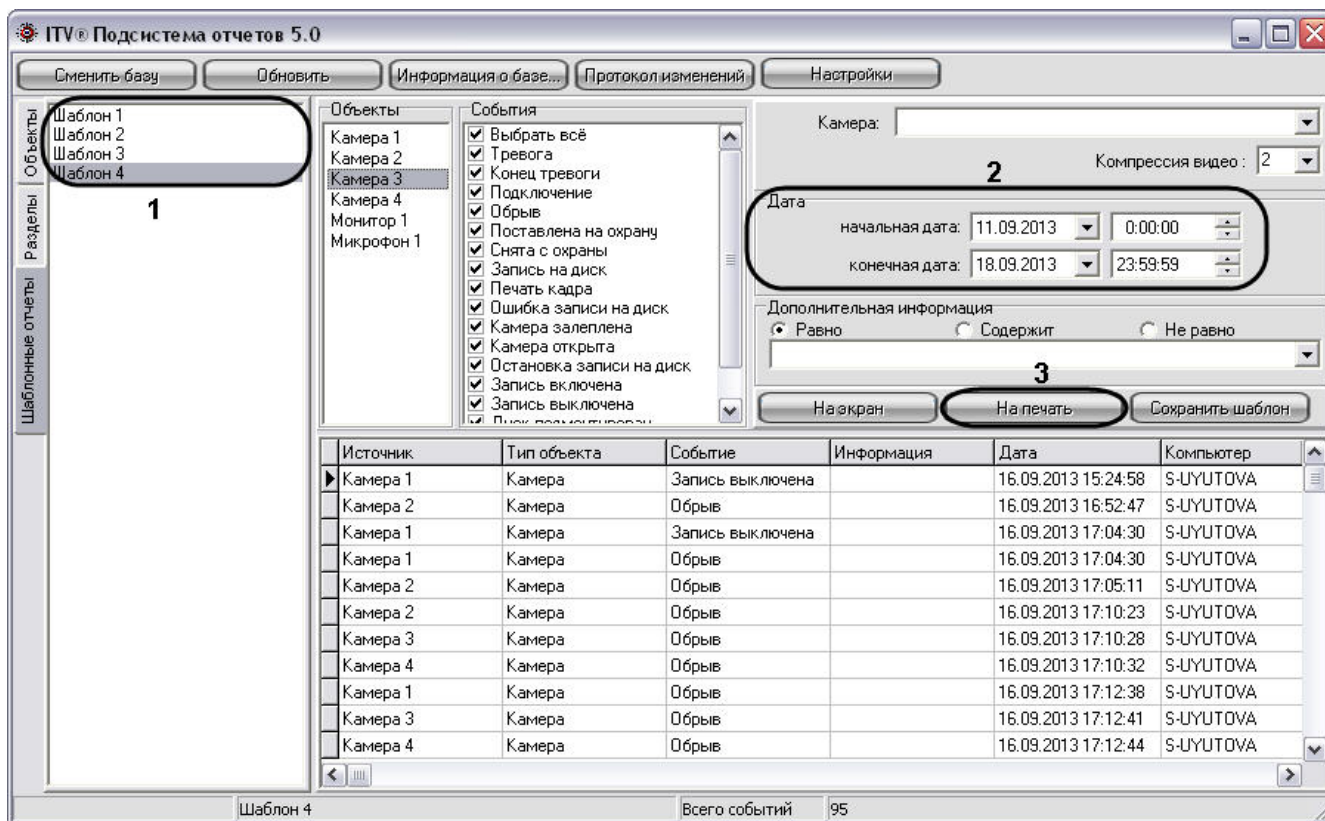 ITV® Подсистема отчетов 5.0
Сменить базу Обновить Информация о базе... Протокол изменений Настройки
Объекты
Разделы
Шаблонные отчеты
Шаблон 1
Шаблон 2
Шаблон 3
Шаблон 4
1
Объекты
Камера 1
Камера 2
Камера 3
Камера 4
Монитор 1
Микрофон 1
События
Выбрать всё
Тревога
Конец тревоги
Подключение
Обрыв
Поставлена на охрану
Снята с охраны
Запись на диск
Печать кадра
Ошибка записи на диск
Камера залеплена
Камера открыта
Остановка записи на диск
Запись включена
Запись выключена
Камера:
Компрессия видео : 2
2
Дата
начальная дата: 11.09.2013 0:00:00
конечная дата: 18.09.2013 23:59:59
Дополнительная информация
Равно Содержит Не равно
3
На экран На печать Сохранить шаблон
Источник Тип объекта Событие Информация Дата Компьютер
Камера 1 Камера Запись выключена 16.09.2013 15:24:58 S-UYUTOVA
Камера 2 Камера Обрыв 16.09.2013 16:52:47 S-UYUTOVA
Камера 1 Камера Запись выключена 16.09.2013 17:04:30 S-UYUTOVA
Камера 1 Камера Обрыв 16.09.2013 17:04:30 S-UYUTOVA
Камера 2 Камера Обрыв 16.09.2013 17:05:11 S-UYUTOVA
Камера 2 Камера Обрыв 16.09.2013 17:10:23 S-UYUTOVA
Камера 3 Камера Обрыв 16.09.2013 17:10:28 S-UYUTOVA
Камера 4 Камера Обрыв 16.09.2013 17:10:32 S-UYUTOVA
Камера 1 Камера Обрыв 16.09.2013 17:12:38 S-UYUTOVA
Камера 3 Камера Обрыв 16.09.2013 17:12:41 S-UYUTOVA
Камера 4 Камера Обрыв 16.09.2013 17:12:44 S-UYUTOVA
Шаблон 4 Всего событий 95